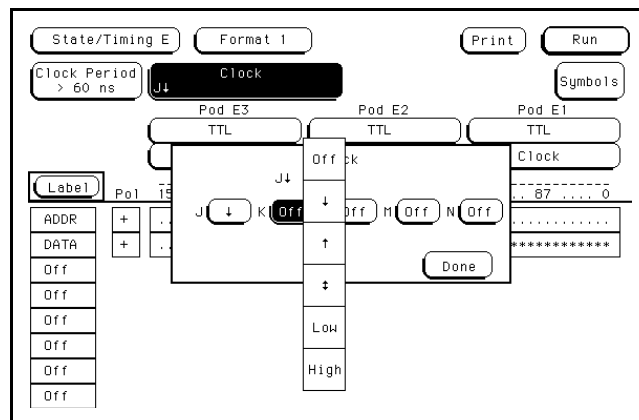 State/Timing E Format 1 Print Run
Clock Period > 60 ns
Clock
J↓
Symbols
Pod E3 Pod E2 Pod E1
TTL TTL TTL
Clock
Label Pol 15 .. 87 .... 0
ADDR +
DATA + ************
Off
Off
Off
Off
Off
Off
J↓
J ↓ K Off Off M Off N Off
Done
Off
↓
↑
↕
Low
High